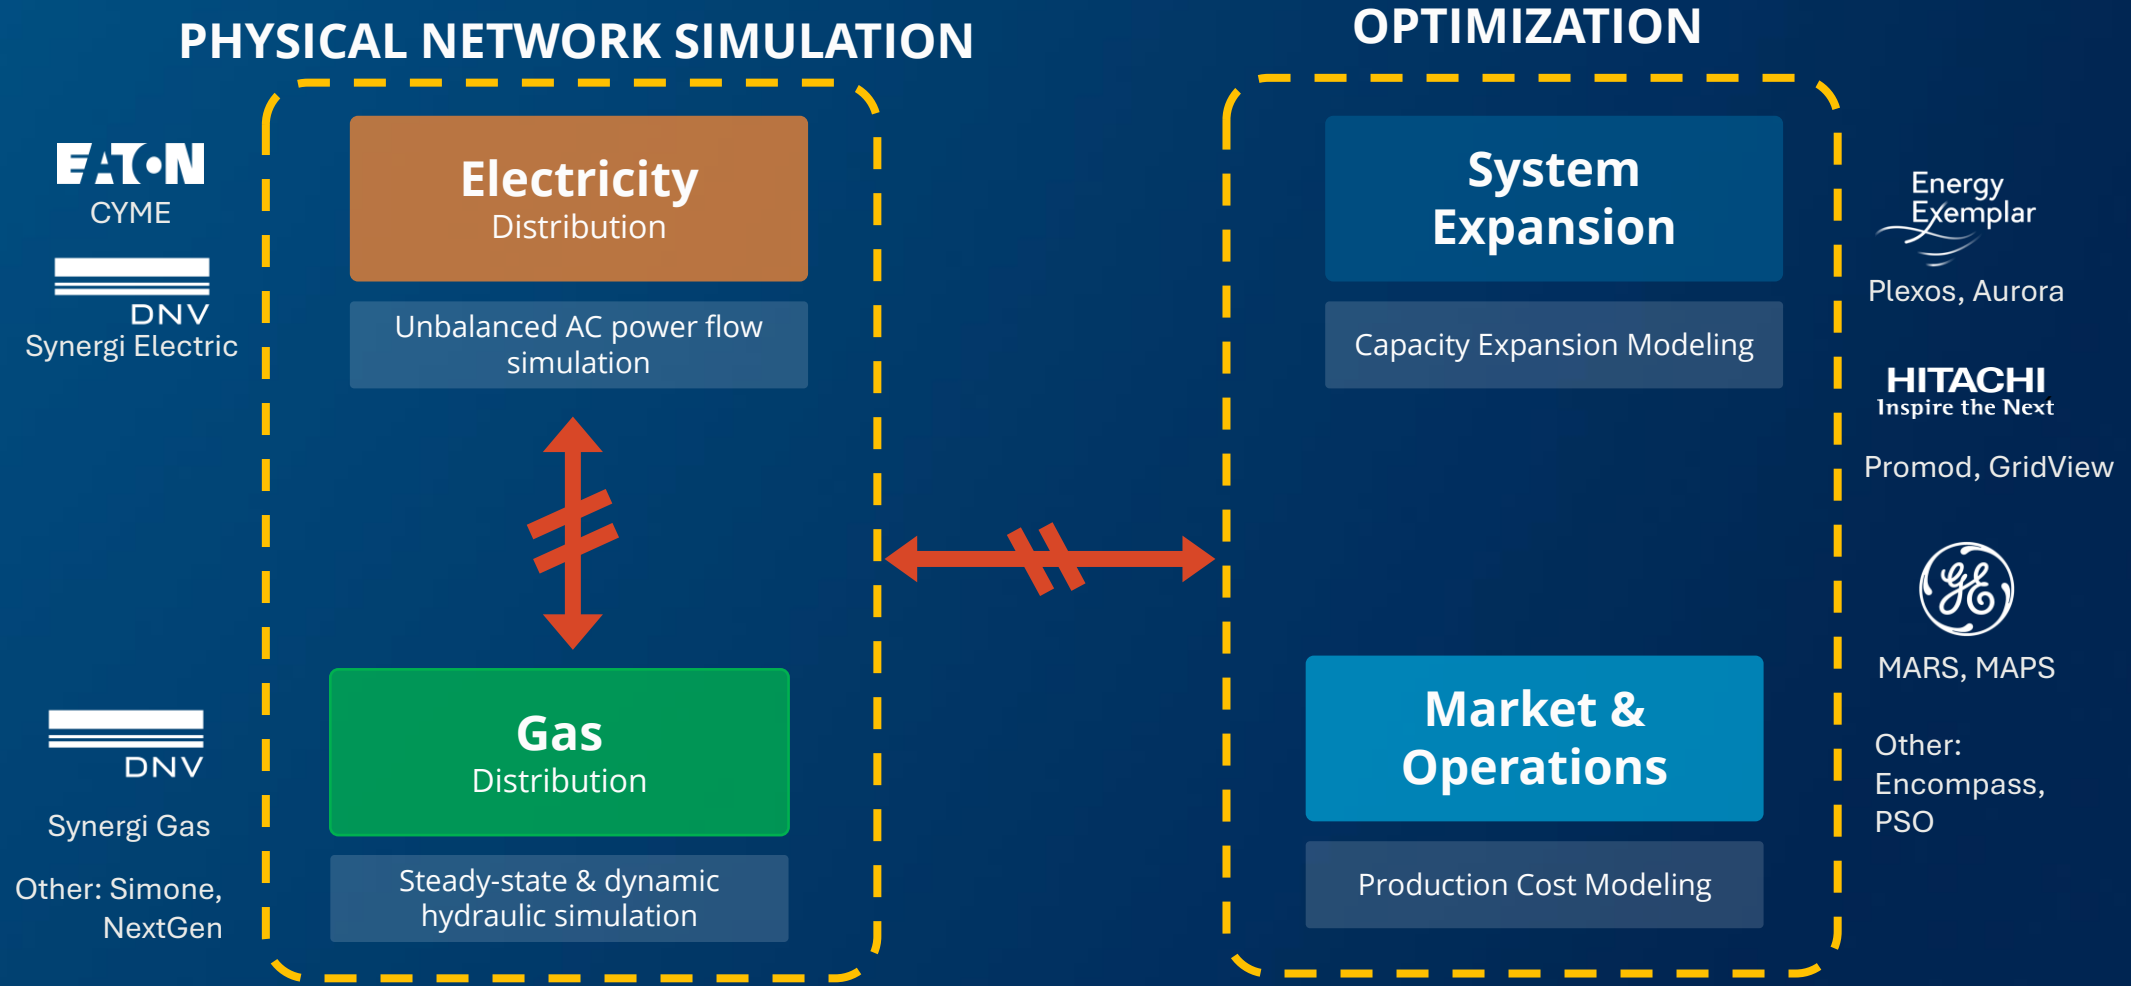 PHYSICAL NETWORK SIMULATION
EATON
CYME
DNV
Synergi Electric
Electricity
Distribution
Unbalanced AC power flow
simulation
DNV
Synergi Gas
Other: Simone,
NextGen
Gas
Distribution
Steady-state & dynamic
hydraulic simulation
OPTIMIZATION
System
Expansion
Capacity Expansion Modeling
Market &
Operations
Production Cost Modeling
Energy
Exemplar
Plexos, Aurora
HITACHI
Inspire the Next
Promod, GridView
GE
MARS, MAPS
Other:
Encompass,
PSO